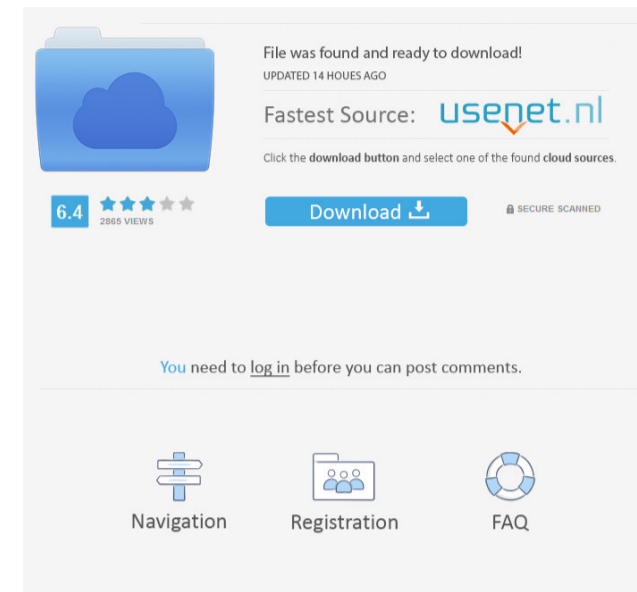 File was found and ready to download!
UPDATED 14 HOUES AGO
Fastest Source: usenet.nl
Click the download button and select one of the found cloud sources.
6.4
2865 VIEWS
Download
SECURE SCANNED
You need to log in before you can post comments.
Navigation
Registration
FAQ